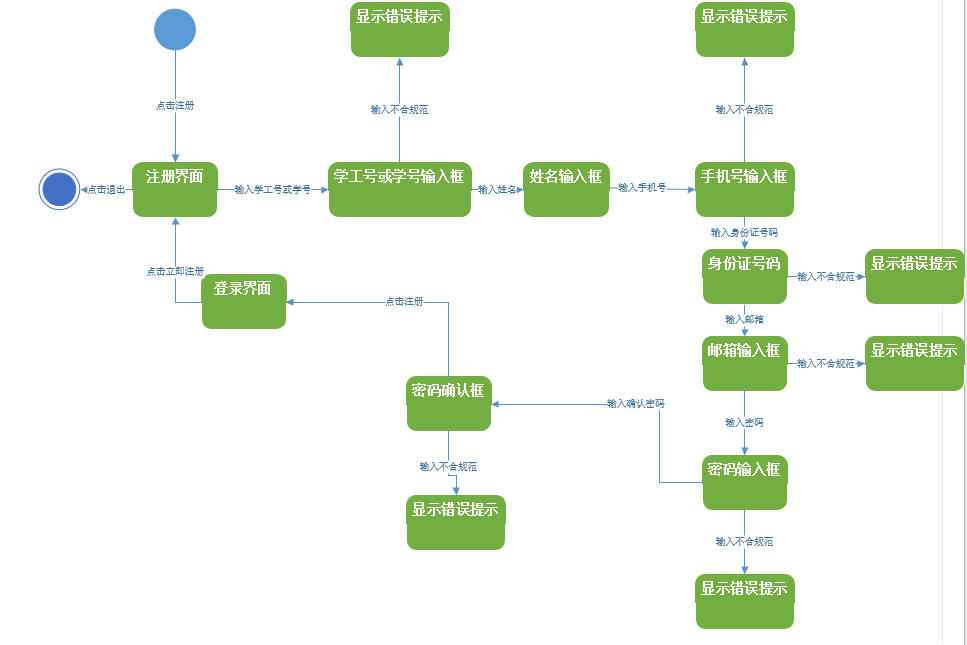 显示错误提示
显示错误提示
点击注册
输入不合规范
输入不合规范
注册界面
学工号或学号输入框
姓名输入框
手机号输入框
点击退出
输入学工号或学号
输入姓名
输入手机号
输入身份证号码
点击立即注册
登录界面
点击注册
身份证号码
输入不合规范
显示错误提示
输入邮箱
邮箱输入框
输入不合规范
显示错误提示
密码确认框
输入确认密码
输入密码
输入不合规范
密码输入框
显示错误提示
输入不合规范
显示错误提示